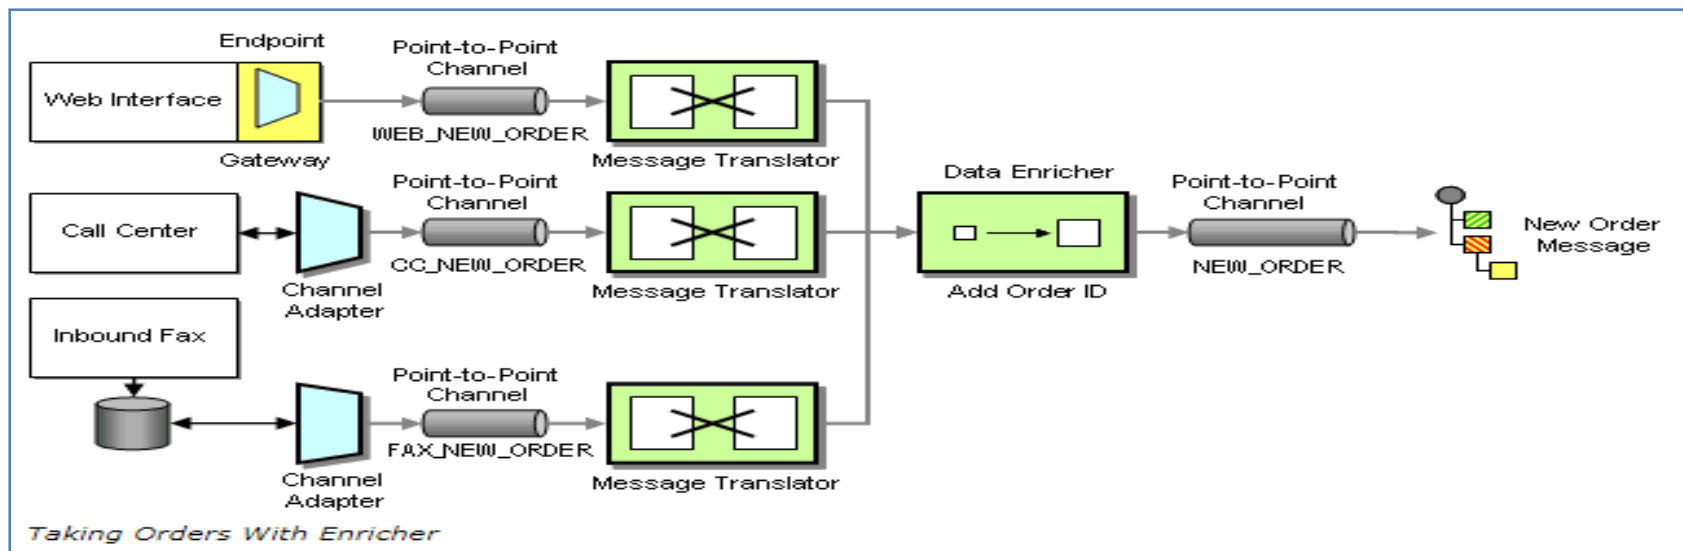 Endpoint
Web Interface
Gateway
Point-to-Point
Channel
WEB_NEW_ORDER
Message Translator
Call Center
Channel
Adapter
Point-to-Point
Channel
CC_NEW_ORDER
Message Translator
Inbound Fax
Channel
Adapter
Point-to-Point
Channel
FAX_NEW_ORDER
Message Translator
Data Enricher
Add Order ID
Point-to-Point
Channel
NEW_ORDER
New Order
Message
Taking Orders With Enricher